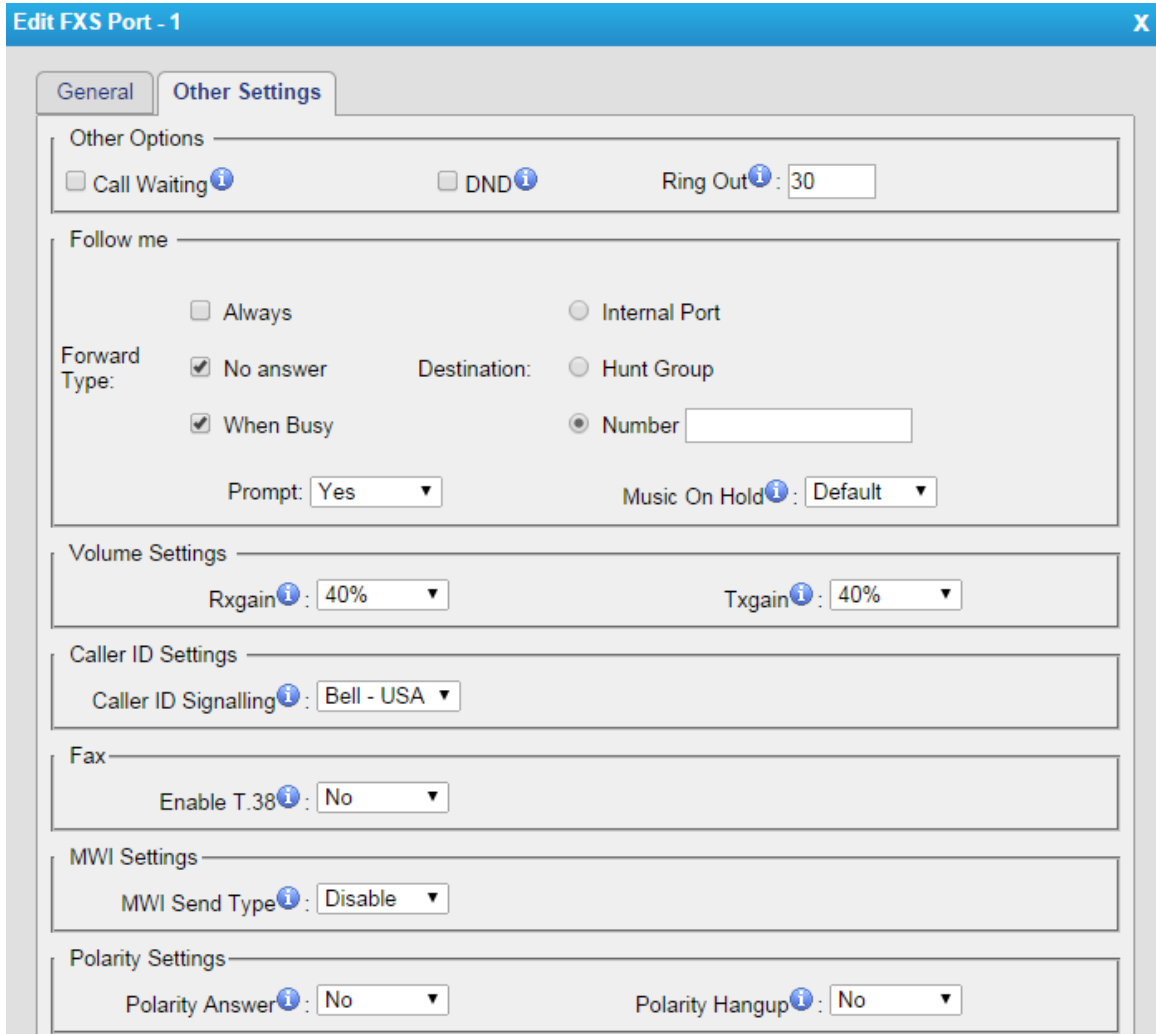 Edit FXS Port - 1 X
General Other Settings
Other Options
Call Waiting DND Ring Out : 30
Follow me
Always Internal Port
Forward Type: No answer Destination: Hunt Group
When Busy Number
Prompt: Yes Music On Hold : Default
Volume Settings
Rxgain : 40% Txgain : 40%
Caller ID Settings
Caller ID Signalling : Bell - USA
Fax
Enable T.38 : No
MWI Settings
MWI Send Type : Disable
Polarity Settings
Polarity Answer : No Polarity Hangup : No